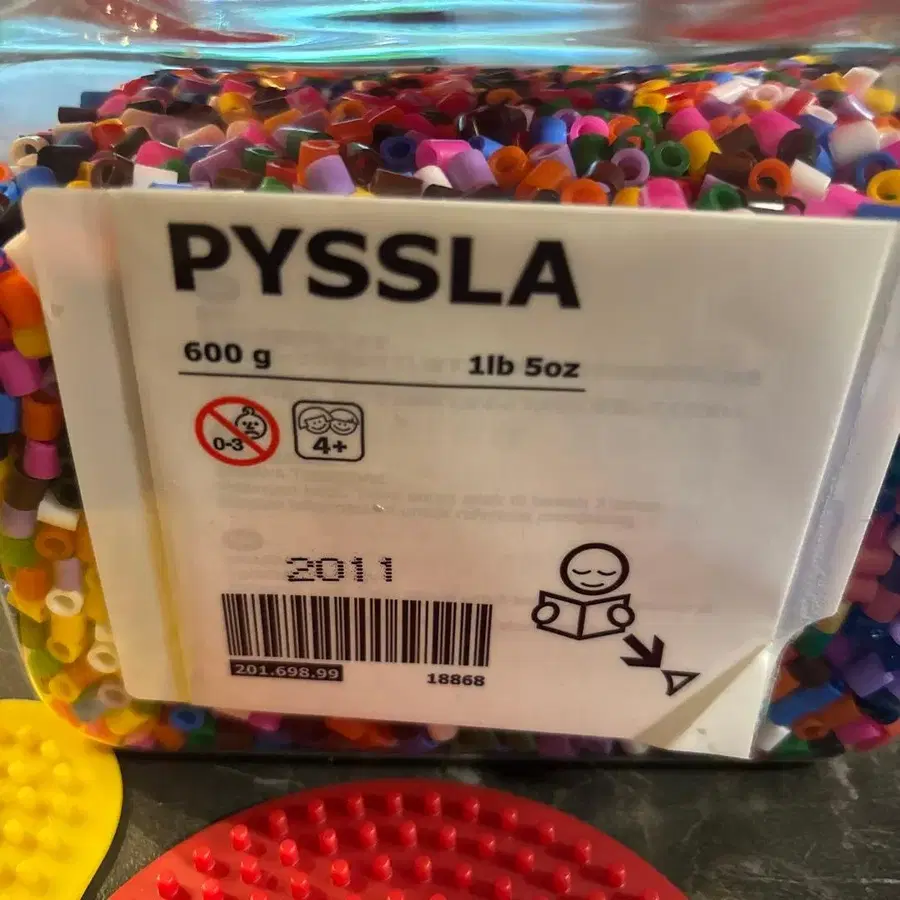 PYSSLA
600 g 1lb 5oz
0-3 4+
2011
201.698.99 18868